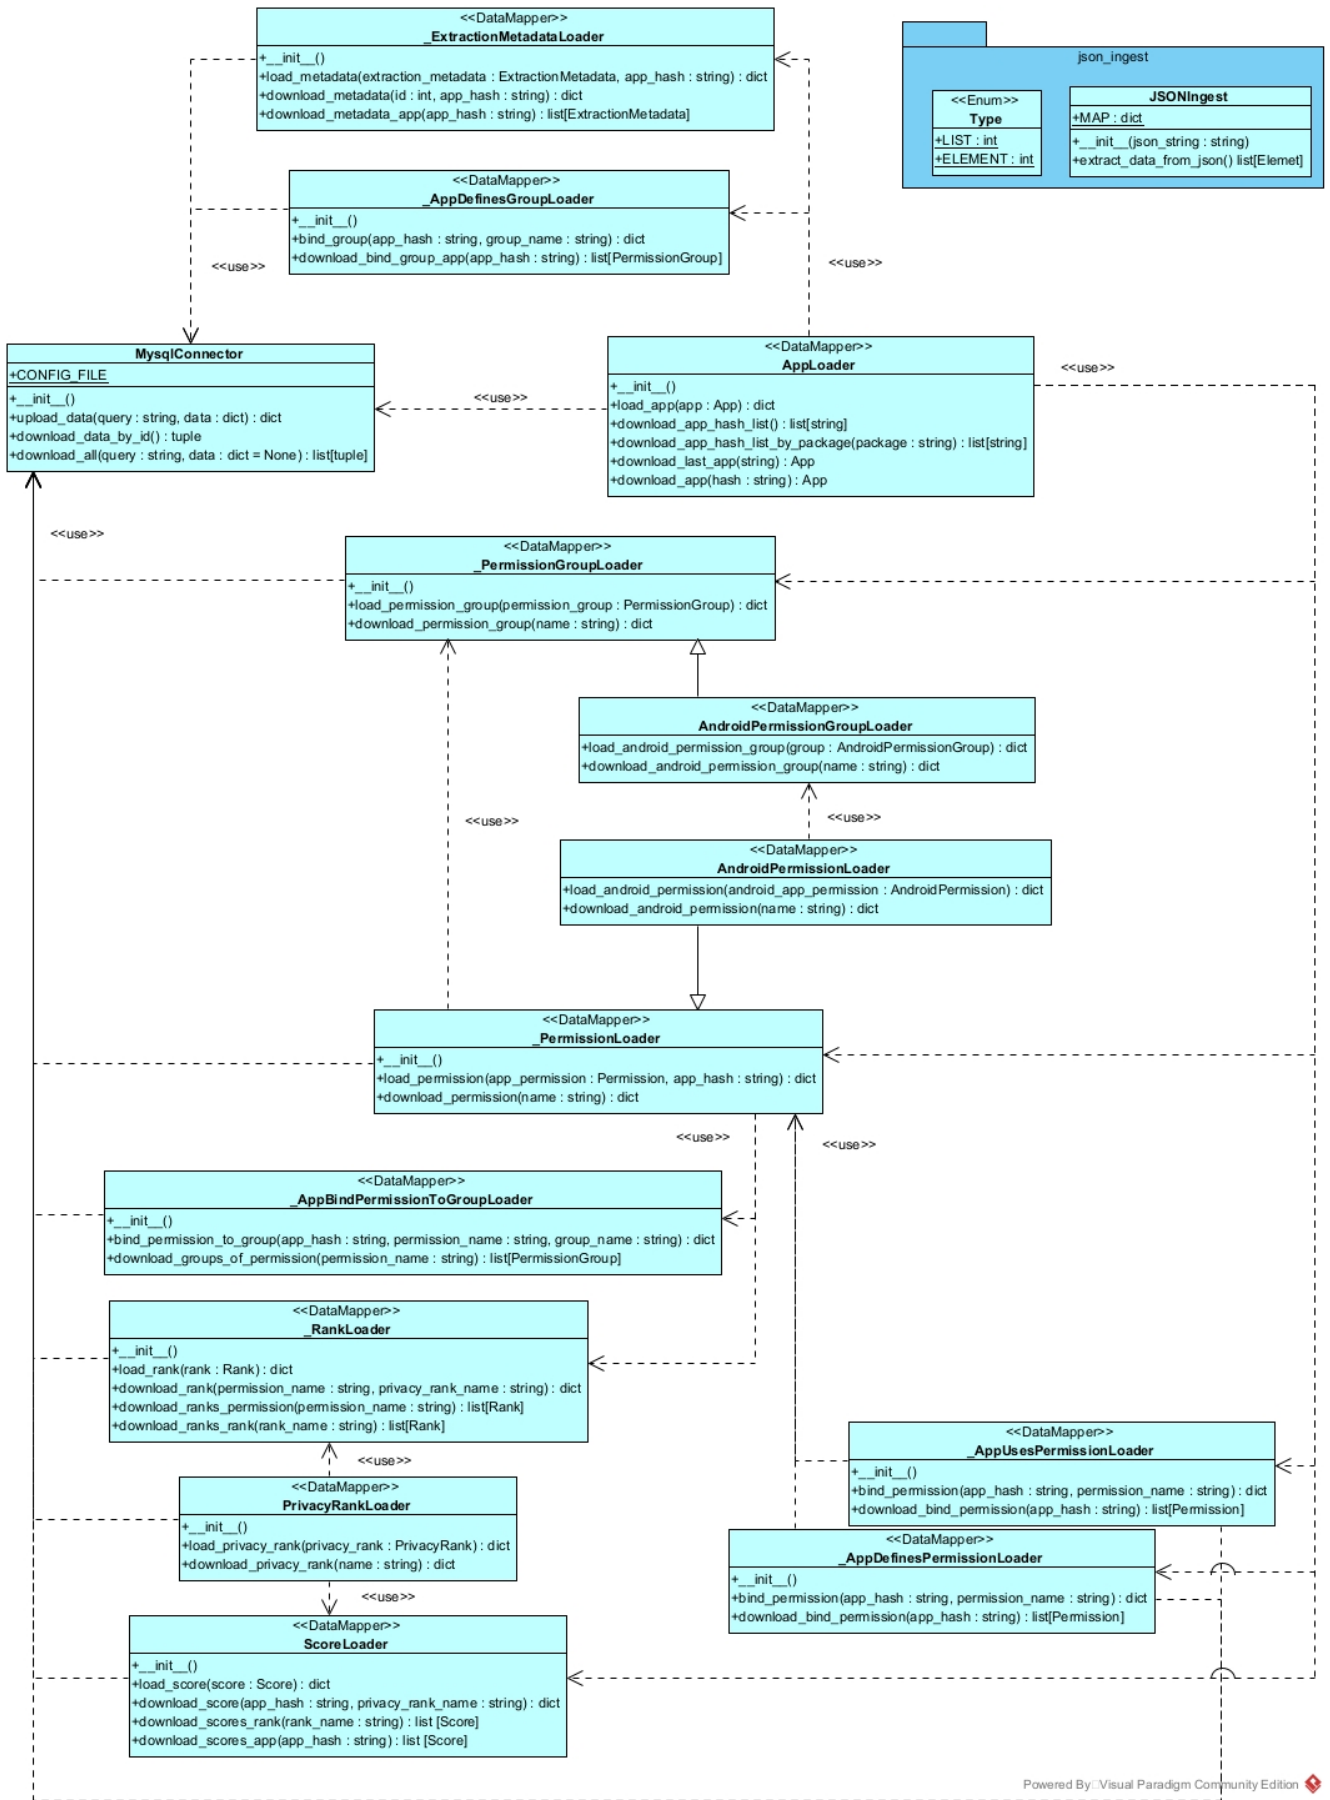 <<DataMapper>>
_ExtractionMetadataLoader
+__init__()
+load_metadata(extraction_metadata : ExtractionMetadata, app_hash : string) : dict
+download_metadata(id : int, app_hash : string) : dict
+download_metadata_app(app_hash : string) : list[ExtractionMetadata]
json_ingest
<<Enum>>
Type
+LIST : int
+ELEMENT : int
JSONIngest
+MAP : dict
+__init__(json_string : string)
+extract_data_from_json() list[Elemet]
<<DataMapper>>
_AppDefinesGroupLoader
+__init__()
+bind_group(app_hash : string, group_name : string) : dict
+download_bind_group_app(app_hash : string) : list[PermissionGroup]
<<use>>
<<use>>
MysqlConnector
+CONFIG_FILE
+__init__()
+upload_data(query : string, data : dict) : dict
+download_data_by_id() : tuple
+download_all(query : string, data : dict = None) : list[tuple]
<<use>>
<<DataMapper>>
AppLoader
+__init__()
+load_app(app : App) : dict
+download_app_hash_list() : list[string]
+download_app_hash_list_by_package(package : string) : list[string]
+download_last_app(string) : App
+download_app(hash : string) : App
<<use>>
<<use>>
<<DataMapper>>
_PermissionGroupLoader
+__init__()
+load_permission_group(permission_group : PermissionGroup) : dict
+download_permission_group(name : string) : dict
<<DataMapper>>
AndroidPermissionGroupLoader
+load_android_permission_group(group : AndroidPermissionGroup) : dict
+download_android_permission_group(name : string) : dict
<<use>>
<<use>>
<<DataMapper>>
AndroidPermissionLoader
+load_android_permission(android_app_permission : AndroidPermission) : dict
+download_android_permission(name : string) : dict
<<DataMapper>>
_PermissionLoader
+__init__()
+load_permission(app_permission : Permission, app_hash : string) : dict
+download_permission(name : string) : dict
<<use>>
<<use>>
<<DataMapper>>
_AppBindPermissionToGroupLoader
+__init__()
+bind_permission_to_group(app_hash : string, permission_name : string, group_name : string) : dict
+download_groups_of_permission(permission_name : string) : list[PermissionGroup]
<<DataMapper>>
_RankLoader
+__init__()
+load_rank(rank : Rank) : dict
+download_rank(permission_name : string, privacy_rank_name : string) : dict
+download_ranks_permission(permission_name : string) : list[Rank]
+download_ranks_rank(rank_name : string) : list[Rank]
<<use>>
<<DataMapper>>
_AppUsesPermissionLoader
+__init__()
+bind_permission(app_hash : string, permission_name : string) : dict
+download_bind_permission(app_hash : string) : list[Permission]
<<DataMapper>>
PrivacyRankLoader
+__init__()
+load_privacy_rank(privacy_rank : PrivacyRank) : dict
+download_privacy_rank(name : string) : dict
<<DataMapper>>
_AppDefinesPermissionLoader
+__init__()
+bind_permission(app_hash : string, permission_name : string) : dict
+download_bind_permission(app_hash : string) : list[Permission]
<<use>>
<<DataMapper>>
ScoreLoader
+__init__()
+load_score(score : Score) : dict
+download_score(app_hash : string, privacy_rank_name : string) : dict
+download_scores_rank(rank_name : string) : list [Score]
+download_scores_app(app_hash : string) : list [Score]
Powered By Visual Paradigm Community Edition